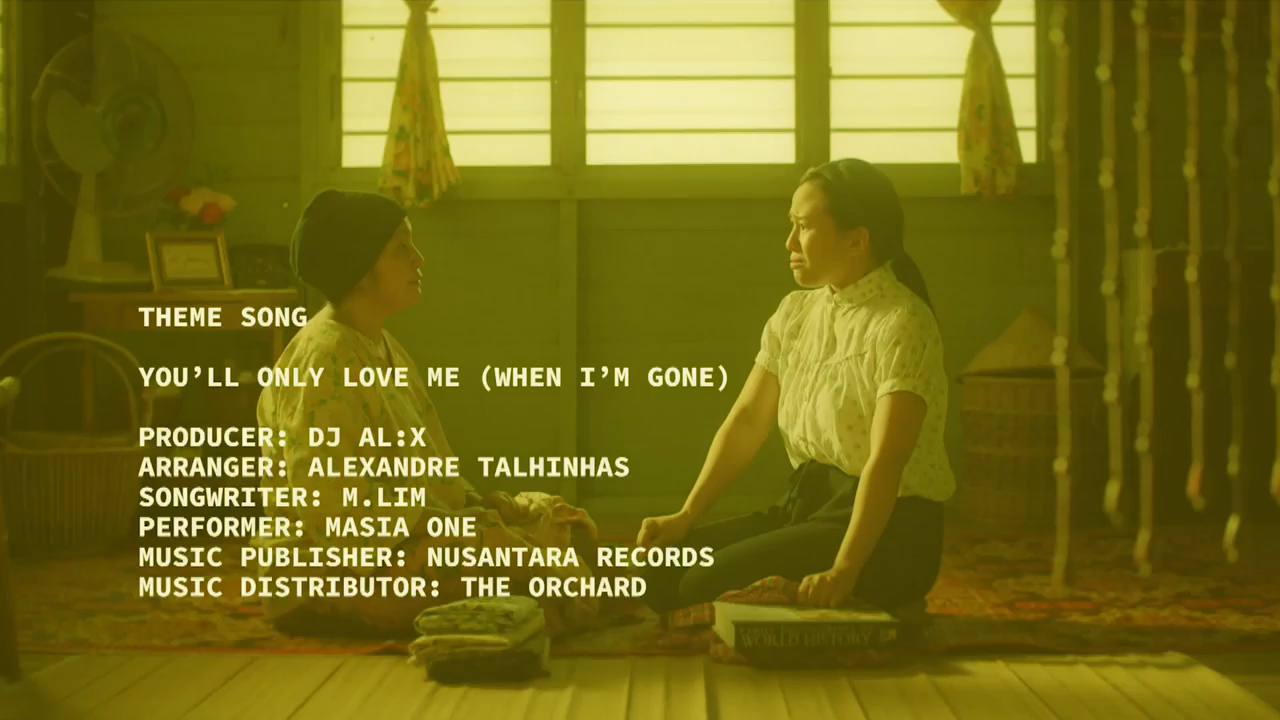 THEME SONG
YOU’LL ONLY LOVE ME (WHEN I’M GONE)
PRODUCER: DJ AL:X
ARRANGER: ALEXANDRE TALHINHAS
SONGWRITER: M.LIM
PERFORMER: MASIA ONE
MUSIC PUBLISHER: NUSANTARA RECORDS
MUSIC DISTRIBUTOR: THE ORCHARD
WORLD HISTORY